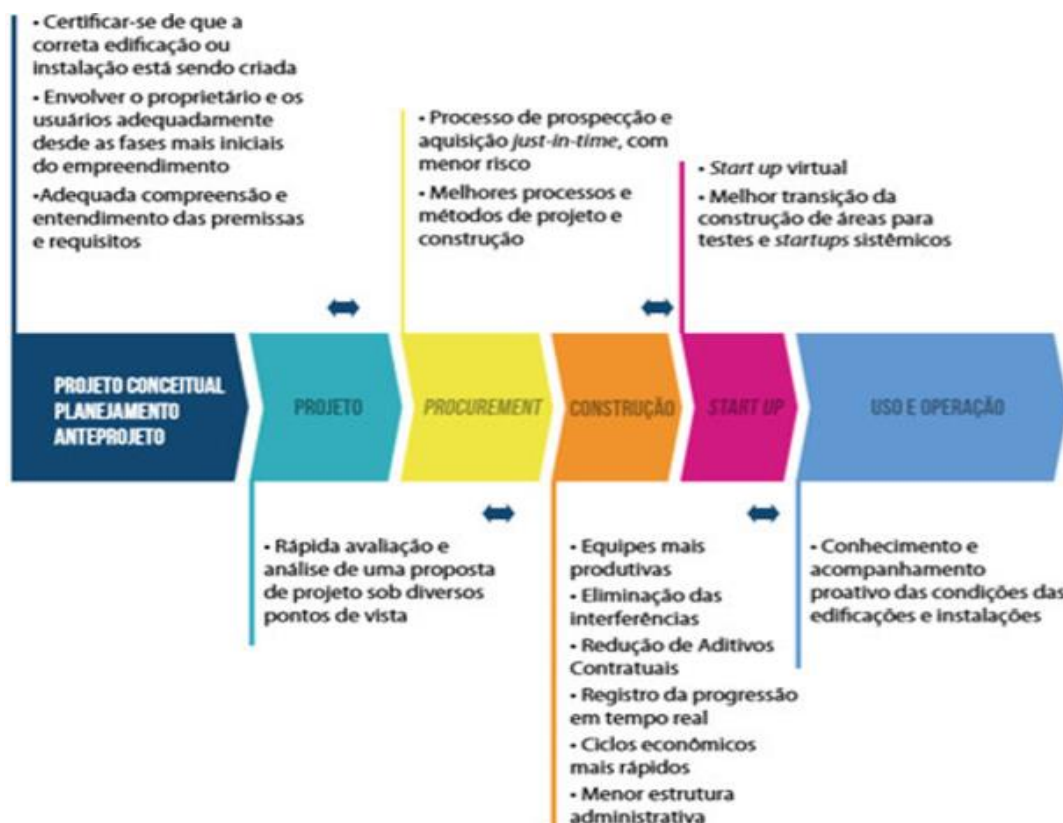 • Certificar-se de que a
correta edificação ou
instalação está sendo criada
• Envolver o proprietário e os
usuários adequadamente
desde as fases mais iniciais
do empreendimento
•Adequada compreensão e
entendimento das premissas
e requisitos
• Processo de prospecção e
aquisição just-in-time, com
menor risco
• Melhores processos e
métodos de projeto e
construção
• Start up virtual
• Melhor transição da
construção de áreas para
testes e startups sistêmicos
PROJETO CONCEITUAL
PLANEJAMENTO
ANTEPROJETO
PROJETO
PROCUREMENT
CONSTRUÇÃO
START UP
USO E OPERAÇÃO
• Rápida avaliação e
análise de uma proposta
de projeto sob diversos
pontos de vista
• Equipes mais
produtivas
• Eliminação das
interferências
• Redução de Aditivos
Contratuais
• Registro da progressão
em tempo real
• Ciclos econômicos
mais rápidos
• Menor estrutura
administrativa
• Conhecimento e
acompanhamento
proativo das condições das
edificações e instalações